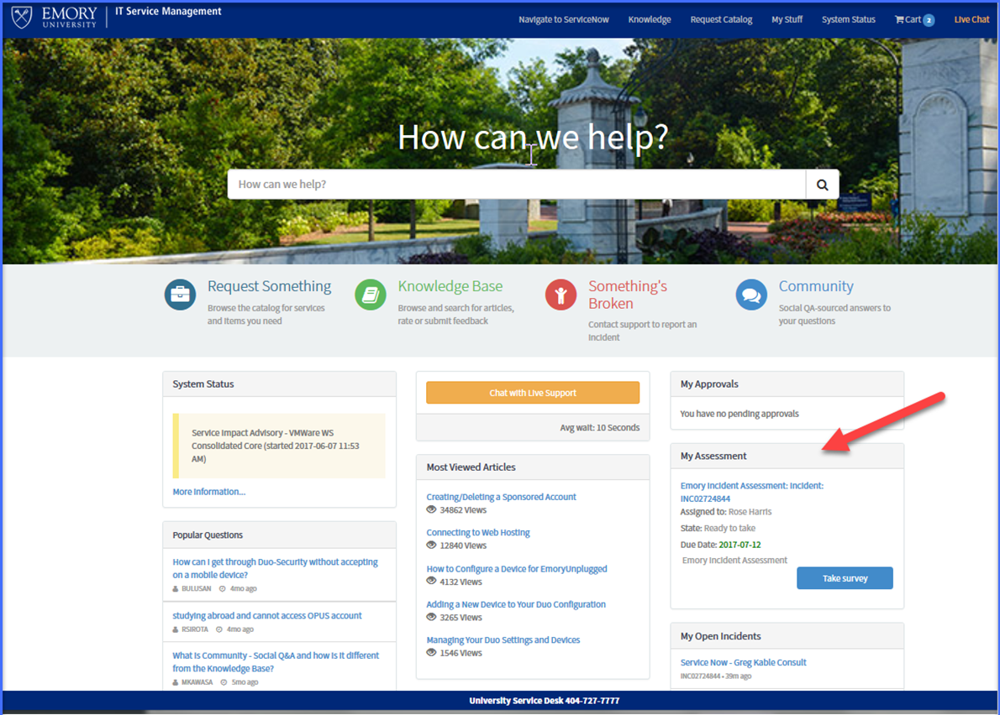 EMORY
UNIVERSITY
IT Service Management
Navigate to ServiceNow
Knowledge
Request Catalog
My Stuff
System Status
Cart 2
Live Chat
How can we help?
How can we help?
Request Something
Browse the catalog for services
and items you need
Knowledge Base
Browse and search for articles,
rate or submit feedback
Something's
Broken
Contact support to report an
incident
Community
Social QA-sourced answers to
your questions
System Status
Service Impact Advisory - VMWare WS
Consolidated Core (started 2017-06-07 11:53
AM)
More information...
Popular Questions
How can I get through Duo-Security without accepting
on a mobile device?
BULUSAN 4mo ago
studying abroad and cannot access OPUS account
RSIROTA 4mo ago
What is Community - Social Q&A and how is it different
from the Knowledge Base?
MKAWASA 5mo ago
Chat with Live Support
Avg wait: 10 Seconds
Most Viewed Articles
Creating/Deleting a Sponsored Account
34862 Views
Connecting to Web Hosting
12840 Views
How to Configure a Device for EmoryUnplugged
4132 Views
Adding a New Device to Your Duo Configuration
3265 Views
Managing Your Duo Settings and Devices
1546 Views
My Approvals
You have no pending approvals
My Assessment
Emory Incident Assessment: Incident:
INC02724844
Assigned to: Rose Harris
State: Ready to take
Due Date: 2017-07-12
Emory Incident Assessment
Take survey
My Open Incidents
Service Now - Greg Kable Consult
INC02724844 • 39m ago
University Service Desk 404-727-7777